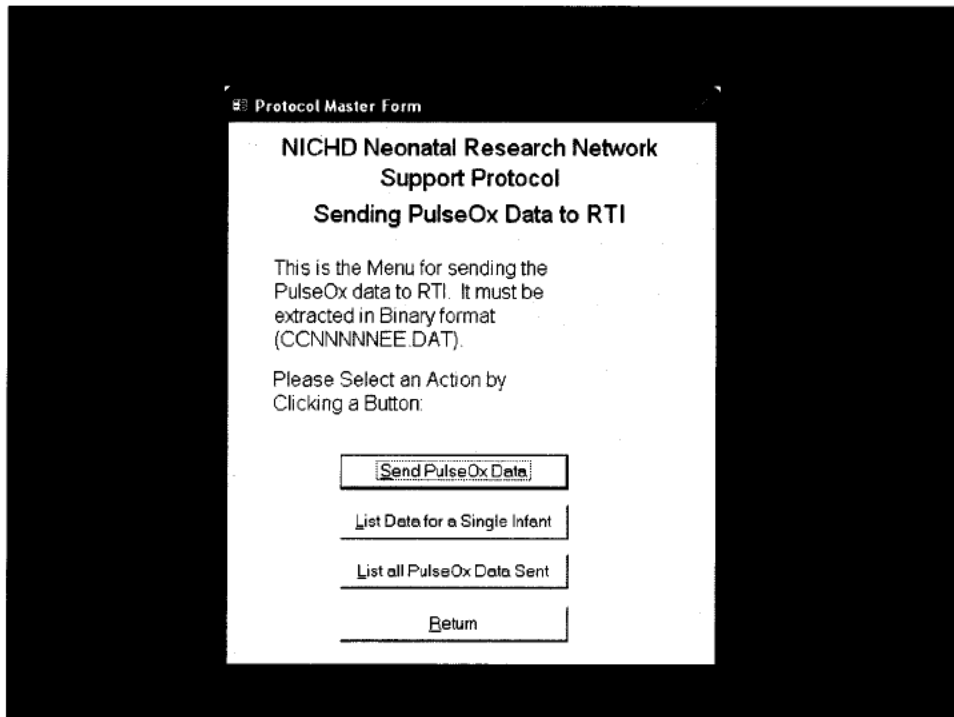 Protocol Master Form
NICHD Neonatal Research Network
Support Protocol
Sending PulseOx Data to RTI
This is the Menu for sending the
PulseOx data to RTI. It must be
extracted in Binary format
(CCNNNNNEE.DAT).
Please Select an Action by
Clicking a Button:
Send PulseOx Data
List Data for a Single Infant
List all PulseOx Data Sent
Return